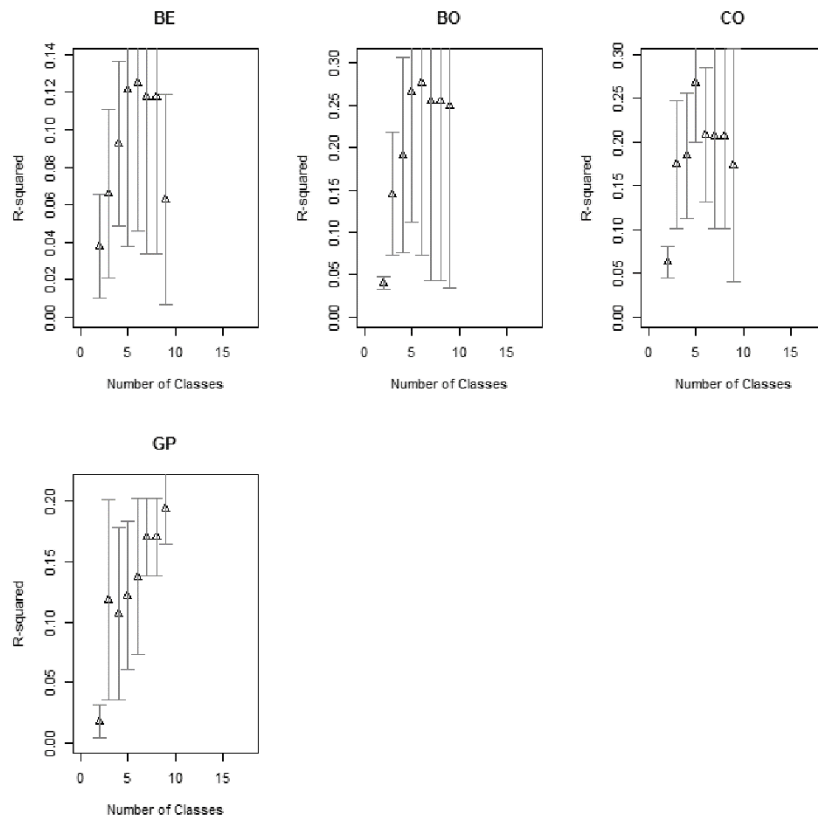 BE
BO
CO
R-squared
0.00 0.02 0.04 0.06 0.08 0.10 0.12 0.14
0 5 10 15
Number of Classes
R-squared
0.00 0.05 0.10 0.15 0.20 0.25 0.30
0 5 10 15
Number of Classes
R-squared
0.00 0.05 0.10 0.15 0.20 0.25 0.30
0 5 10 15
Number of Classes
GP
R-squared
0.00 0.05 0.10 0.15 0.20
0 5 10 15
Number of Classes